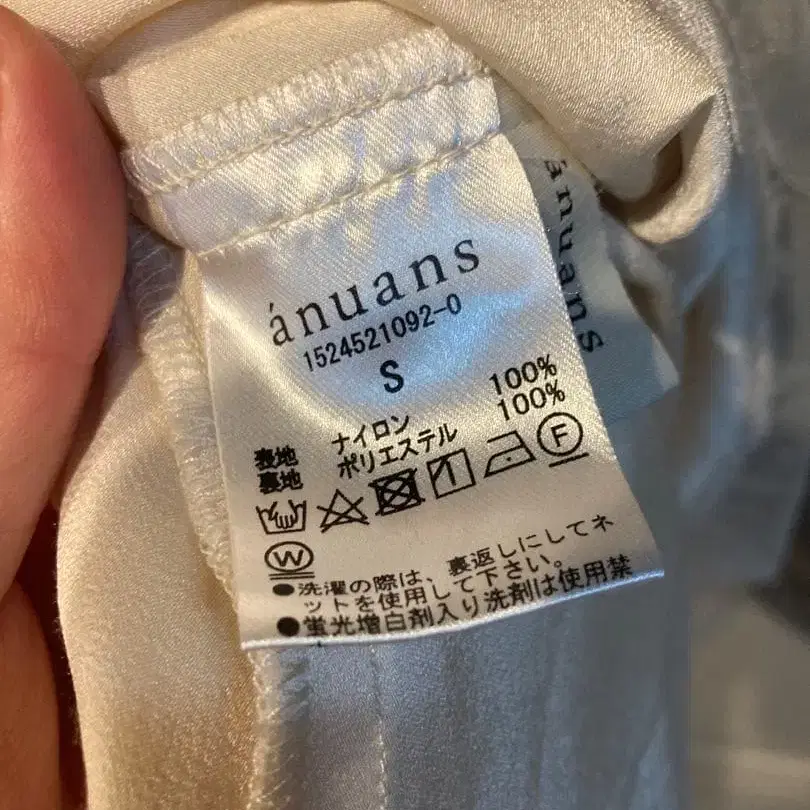 ánuans
1524521092-0
S
表地 ナイロン 100%
裏地 ポリエステル 100%
F
W
●洗濯の際は、裏返しにしてネ
ットを使用して下さい。
●蛍光増白剤入り洗剤は使用禁
ánuans